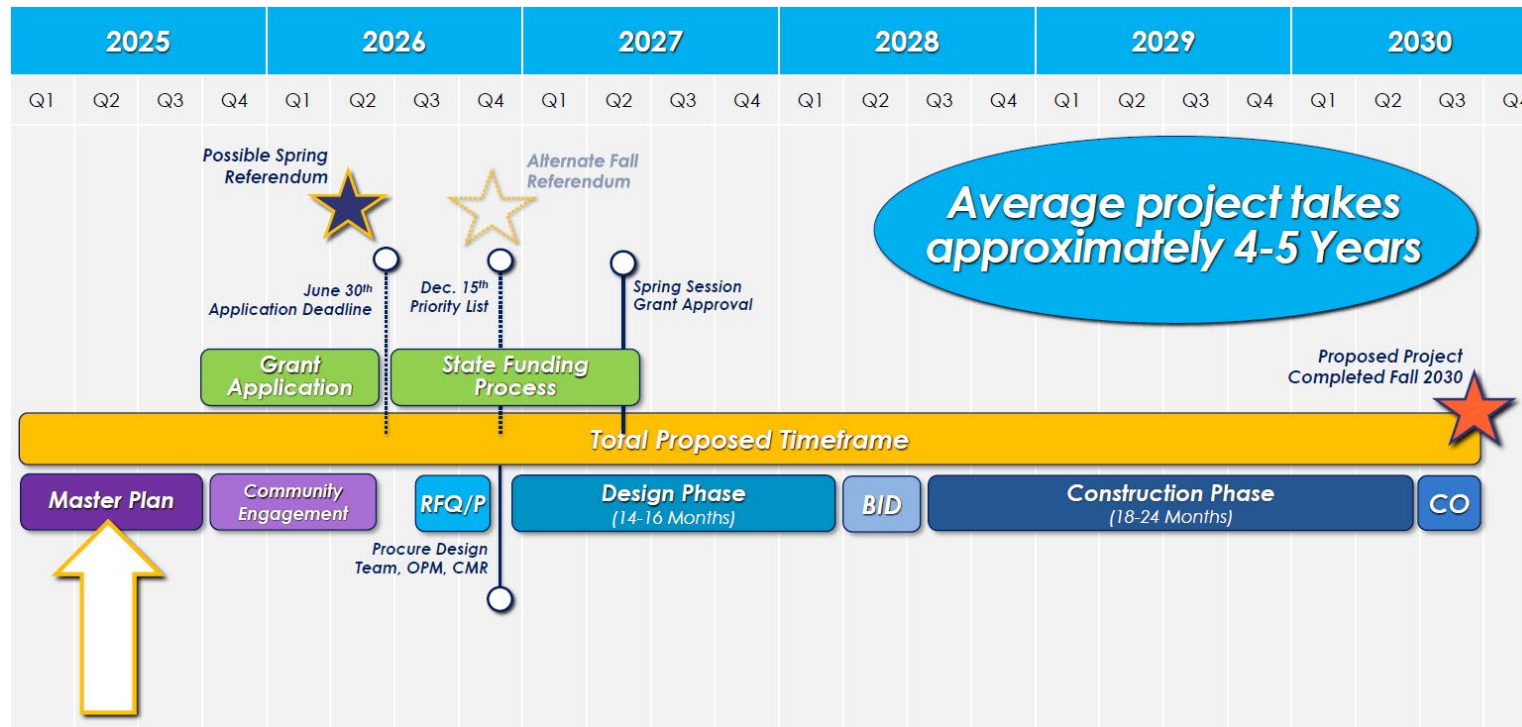 2025 2026 2027 2028 2029 2030
Q1 Q2 Q3 Q4 Q1 Q2 Q3 Q4 Q1 Q2 Q3 Q4 Q1 Q2 Q3 Q4 Q1 Q2 Q3 Q4 Q1 Q2 Q3 Q4
Possible Spring
Referendum
Alternate Fall
Referendum
Average project takes
approximately 4-5 Years
June 30th
Application Deadline
Dec. 15th
Priority List
Spring Session
Grant Approval
Grant
Application
State Funding
Process
Proposed Project
Completed Fall 2030
Total Proposed Timeframe
Master Plan
Community
Engagement
RFQ/P
Design Phase
(14-16 Months)
BID
Construction Phase
(18-24 Months)
CO
Procure Design
Team, OPM, CMR